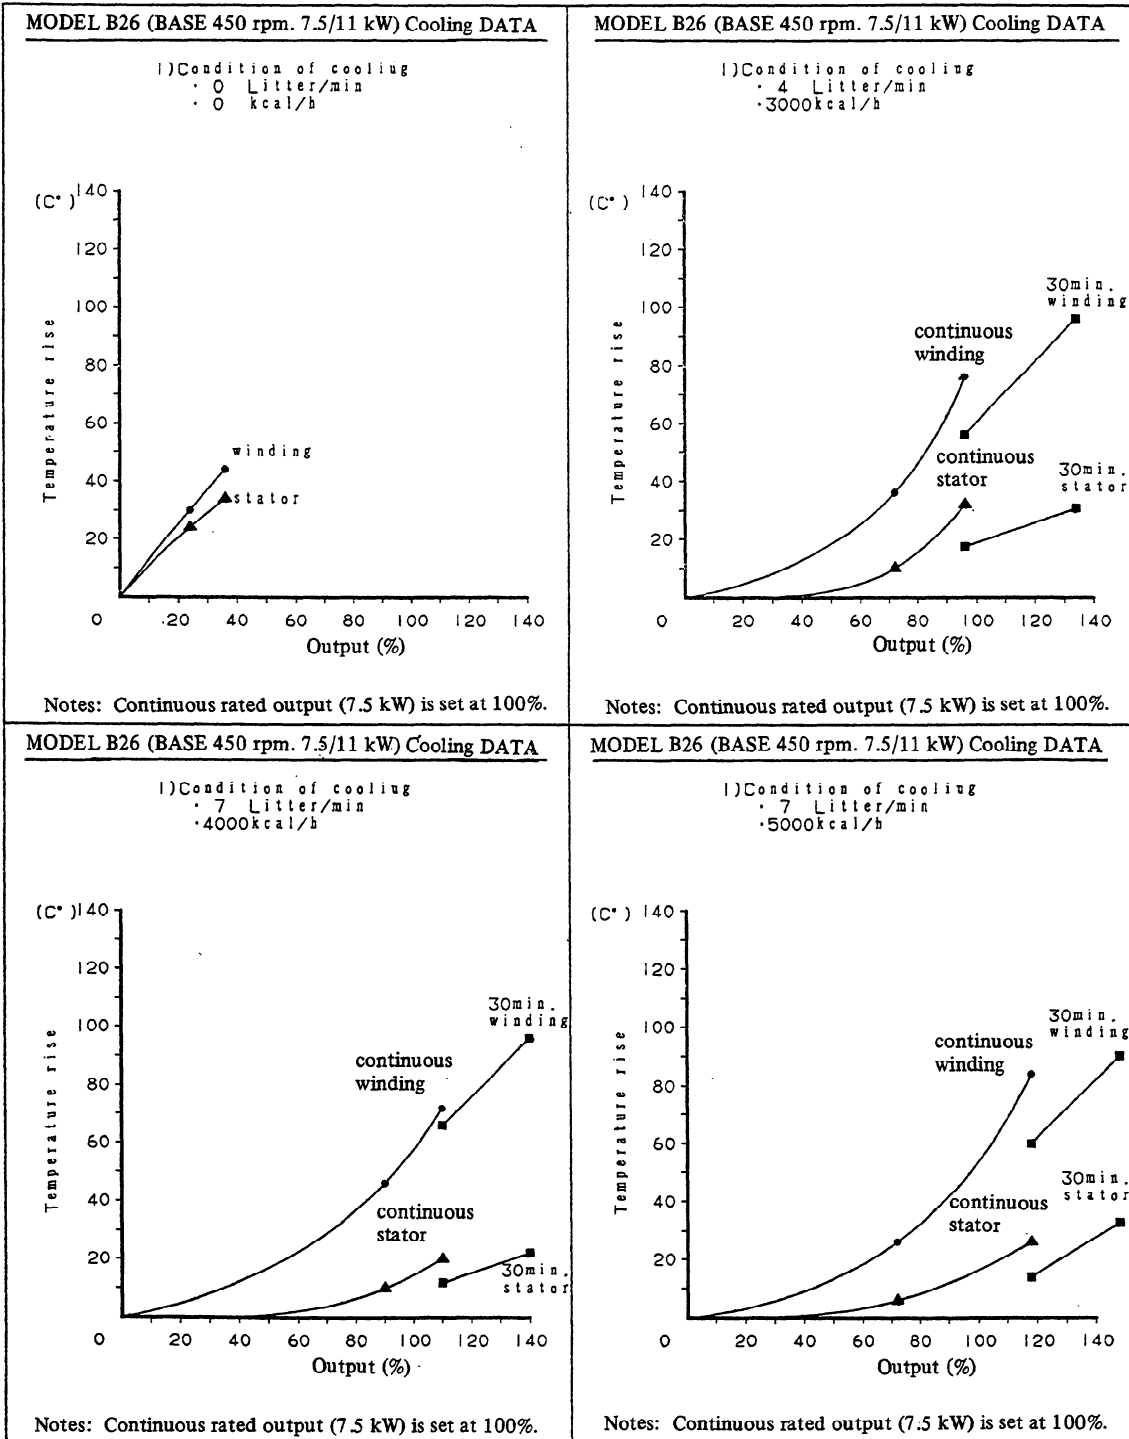 MODEL B26 (BASE 450 rpm. 7.5/11 kW) Cooling DATA
1)Condition of cooliug
· 0 Litter/min
· 0 kcal/h
(C°)
140
120
100
80
60
40
20
Temperature rise
winding
stator
0 20 40 60 80 100 120 140
Output (%)
Notes: Continuous rated output (7.5 kW) is set at 100%.
MODEL B26 (BASE 450 rpm. 7.5/11 kW) Cooling DATA
1)Condition of cooliug
· 4 Litter/min
·3000kcal/h
(C°)
140
120
100
80
60
40
20
Temperature rise
30min.
winding
continuous
winding
continuous
stator
30min.
stator
0 20 40 60 80 100 120 140
Output (%)
Notes: Continuous rated output (7.5 kW) is set at 100%.
MODEL B26 (BASE 450 rpm. 7.5/11 kW) Cooling DATA
1)Condition of cooliug
· 7 Litter/min
·4000kcal/h
(C°)
140
120
100
80
60
40
20
Temperature rise
30min.
winding
continuous
winding
continuous
stator
30min.
stator
0 20 40 60 80 100 120 140
Output (%)
Notes: Continuous rated output (7.5 kW) is set at 100%.
MODEL B26 (BASE 450 rpm. 7.5/11 kW) Cooling DATA
1)Condition of cooliug
· 7 Litter/min
·5000kcal/h
(C°)
140
120
100
80
60
40
20
Temperature rise
30min.
winding
continuous
winding
30min.
stator
continuous
stator
0 20 40 60 80 100 120 140
Output (%)
Notes: Continuous rated output (7.5 kW) is set at 100%.